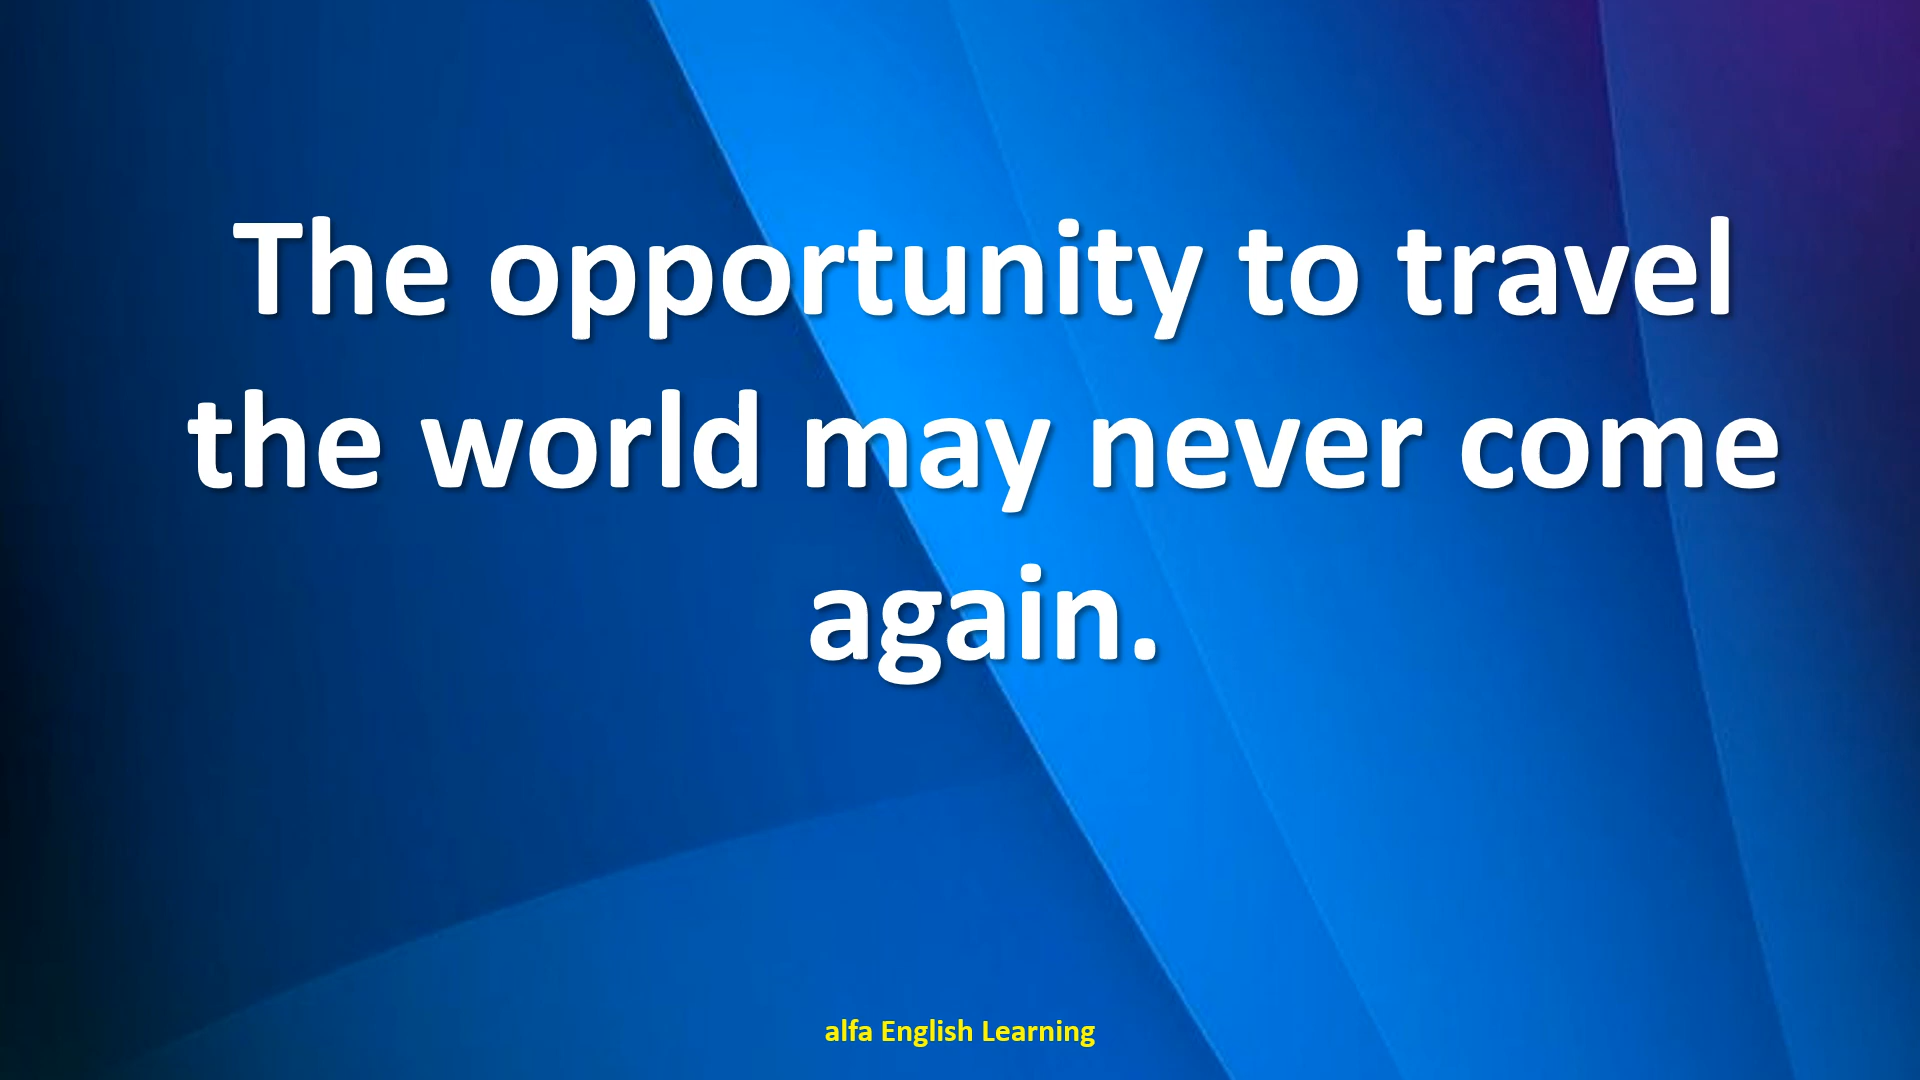 The opportunity to travel
the world may never come
again.
alfa English Learning